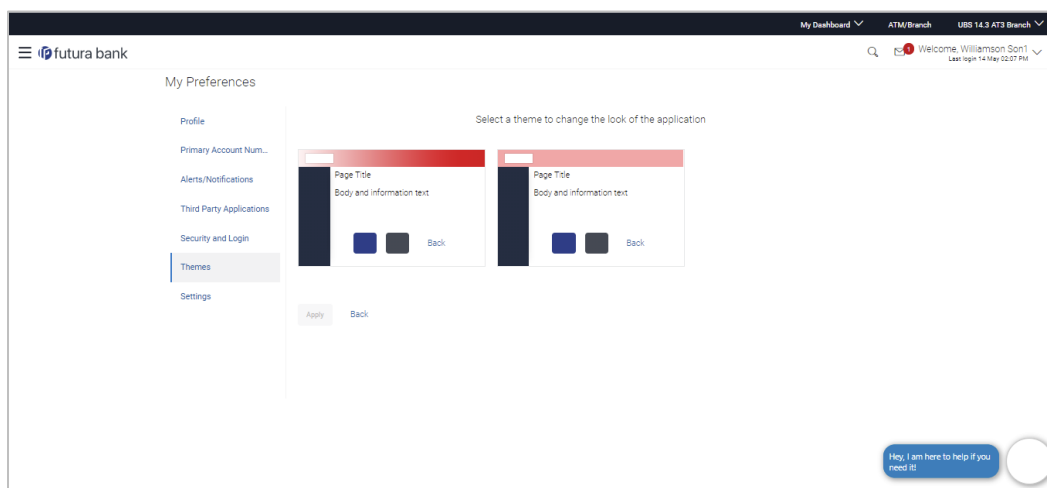 My Dashboard
ATM/Branch
UBS 14.3 AT3 Branch
futura bank
1
Welcome, Williamson Son1
Last login 14 May 02:07 PM
My Preferences
Profile
Primary Account Num...
Alerts/Notifications
Third Party Applications
Security and Login
Themes
Settings
Select a theme to change the look of the application
Page Title
Body and information text
Back
Page Title
Body and information text
Back
Apply
Back
Hey, I am here to help if you
need it!